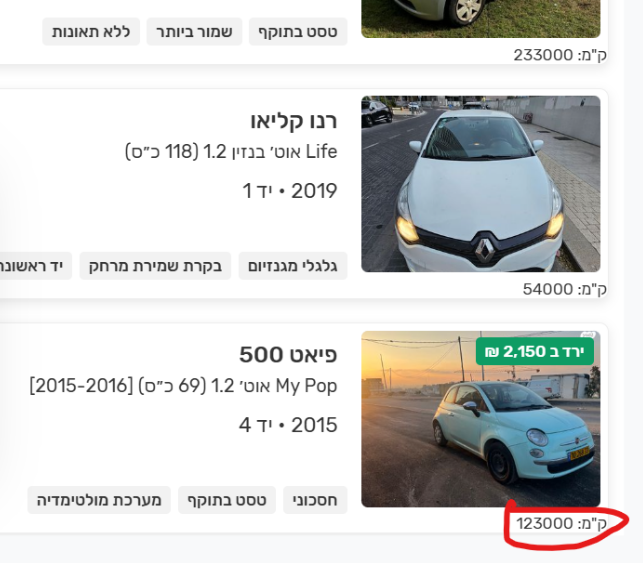 ללא תאונות שמור ביותר טסט בתוקף
ק"מ: 233000
רנו קליאו
Life אוט׳ בנזין 1.2 (118 כ״ס)
2019 • יד 1
גלגלי מגנזיום בקרת שמירת מרחק יד ראשונה
ק"מ: 54000
ירד ב 2,150 ₪
פיאט 500
My Pop אוט׳ 1.2 (69 כ״ס) [2015-2016]
2015 • יד 4
חסכוני טסט בתוקף מערכת מולטימדיה
ק"מ: 123000